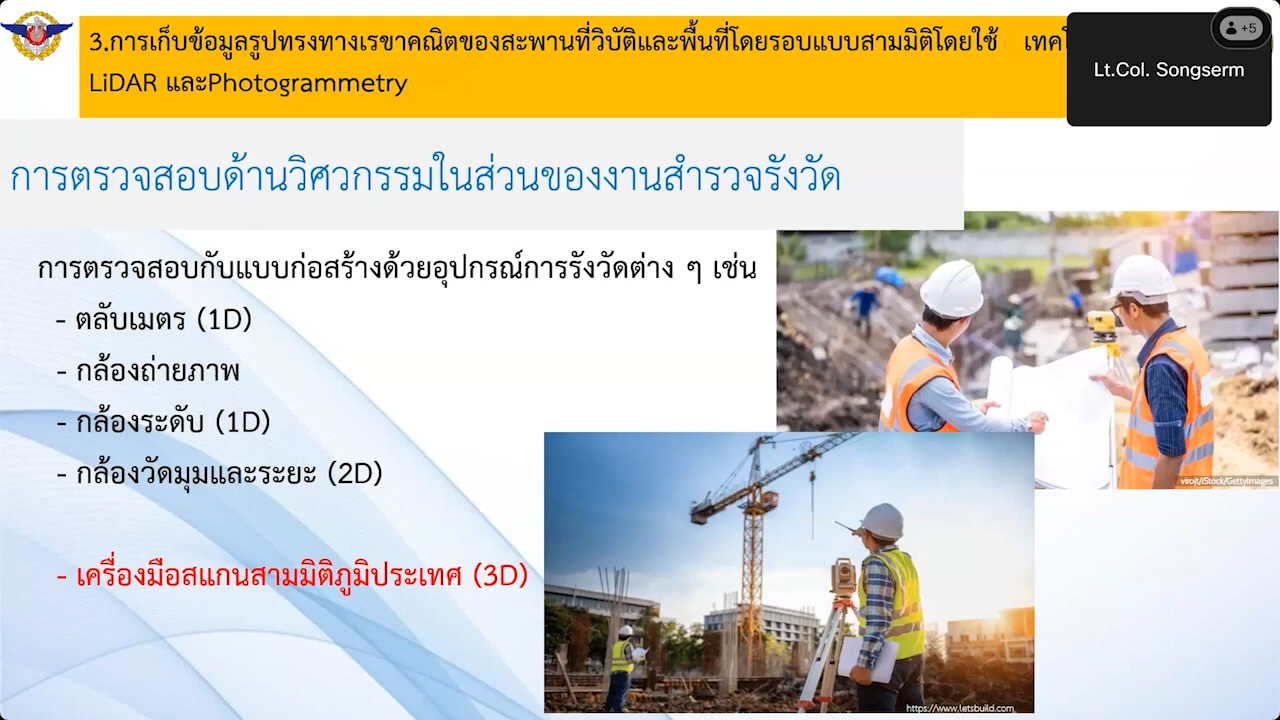 3.การเก็บข้อมูลรูปทรงทางเรขาคณิตของสะพานที่วิบัติและพื้นที่โดยรอบแบบสามมิติโดยใช้ เทคโ
LiDAR และPhotogrammetry
+5
Lt.Col. Songserm
การตรวจสอบด้านวิศวกรรมในส่วนของงานสำรวจรังวัด
การตรวจสอบกับแบบก่อสร้างด้วยอุปกรณ์การรังวัดต่าง ๆ เช่น
- ตลับเมตร (1D)
- กล้องถ่ายภาพ
- กล้องระดับ (1D)
- กล้องวัดมุมและระยะ (2D)
- เครื่องมือสแกนสามมิติภูมิประเทศ (3D)
virojt/iStock/GettyImages
https://www.letsbuild.com